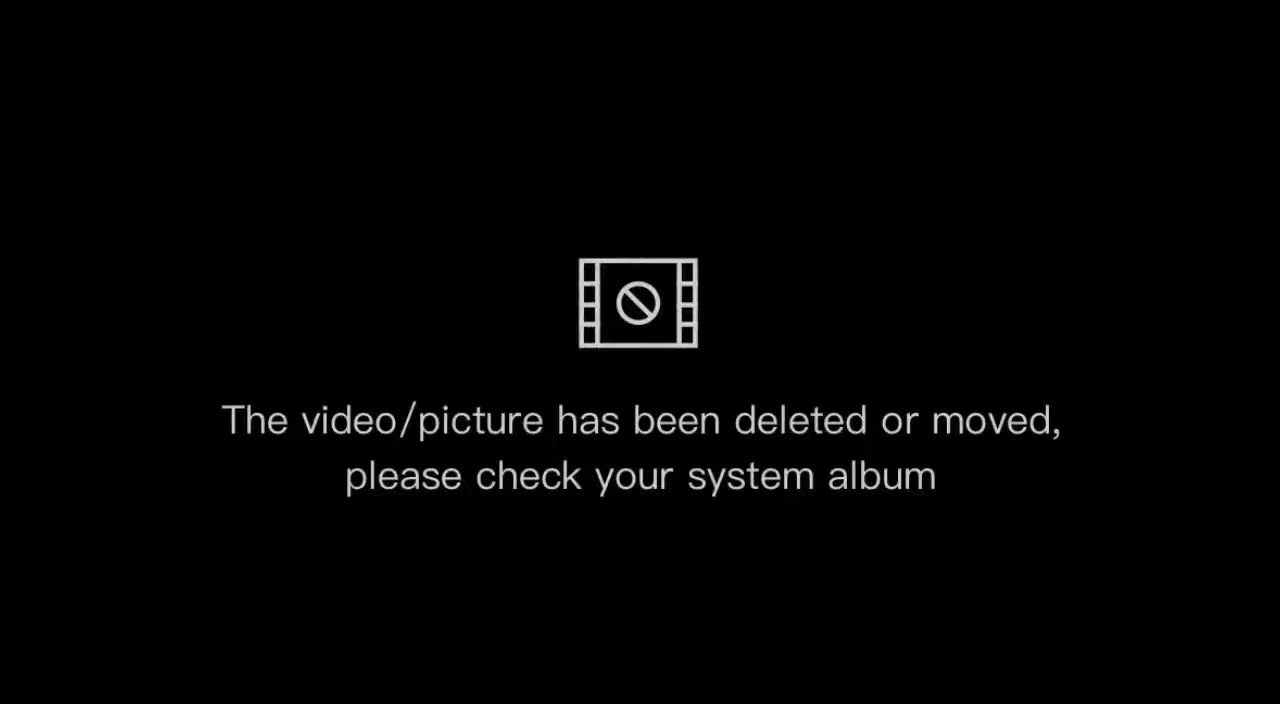 The video/picture has been deleted or moved,
please check your system album